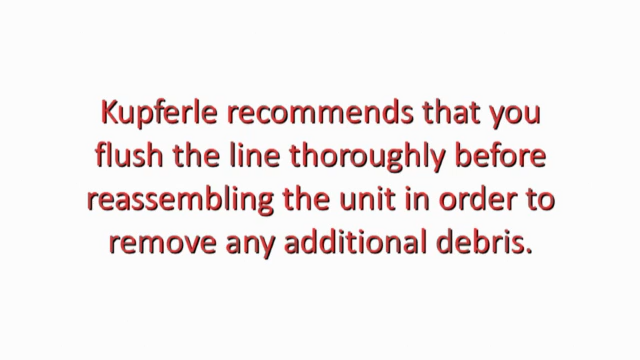 Kupferle recommends that you
flush the line thoroughly before
reassembling the unit in order to
remove any additional debris.